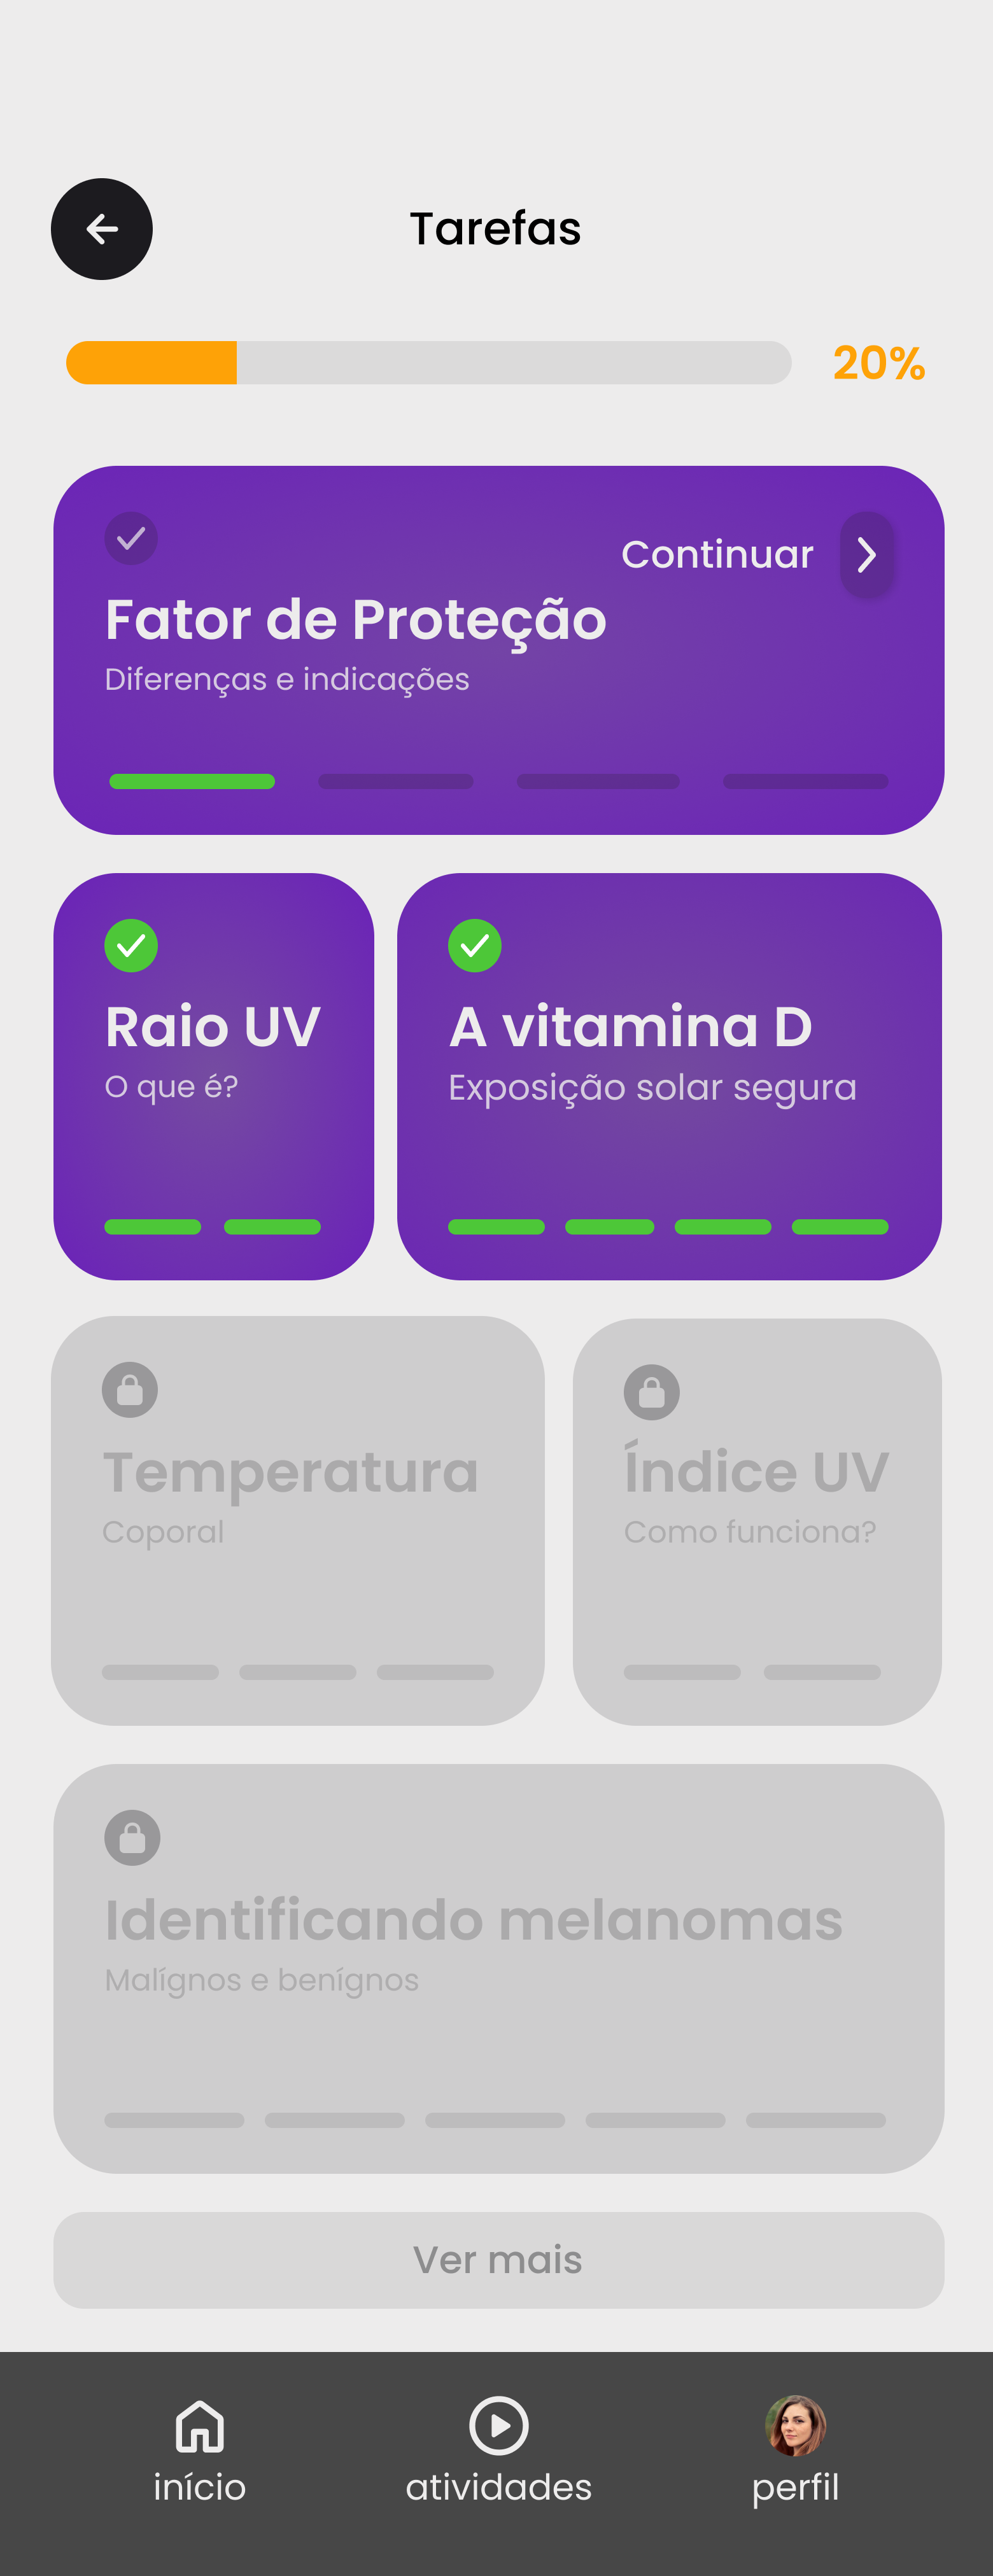 Tarefas
20%
Continuar
Fator de Proteção
Diferenças e indicações
Raio UV
O que é?
A vitamina D
Exposição solar segura
Temperatura
Coporal
Índice UV
Como funciona?
Identificando melanomas
Malígnos e benígnos
Ver mais
início
atividades
perfil